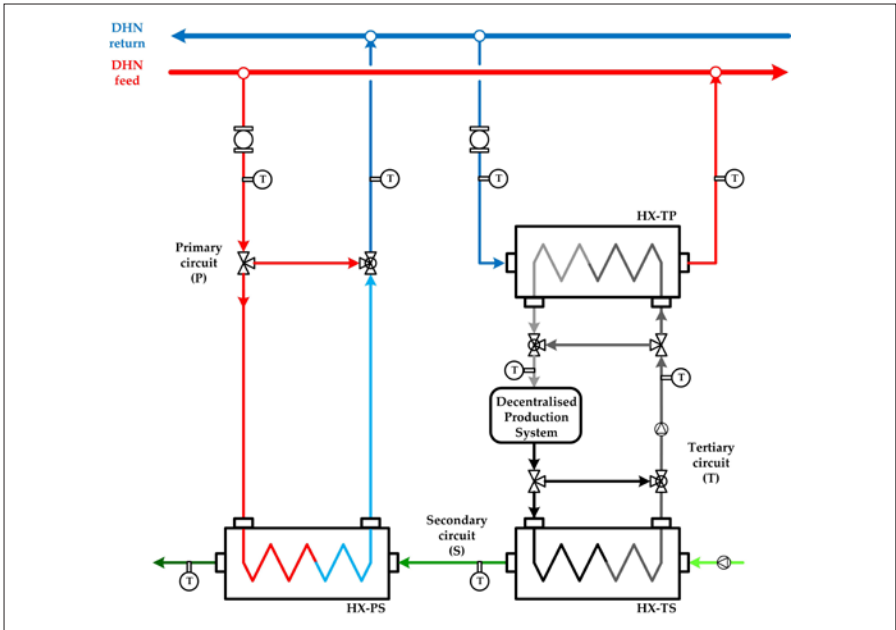 DHN
return
DHN
feed
T
T
T
T
HX-TP
Primary
circuit
(P)
T
T
Decentralised
Production
System
Tertiary
circuit
(T)
Secondary
circuit
(S)
T
T
HX-PS
HX-TS